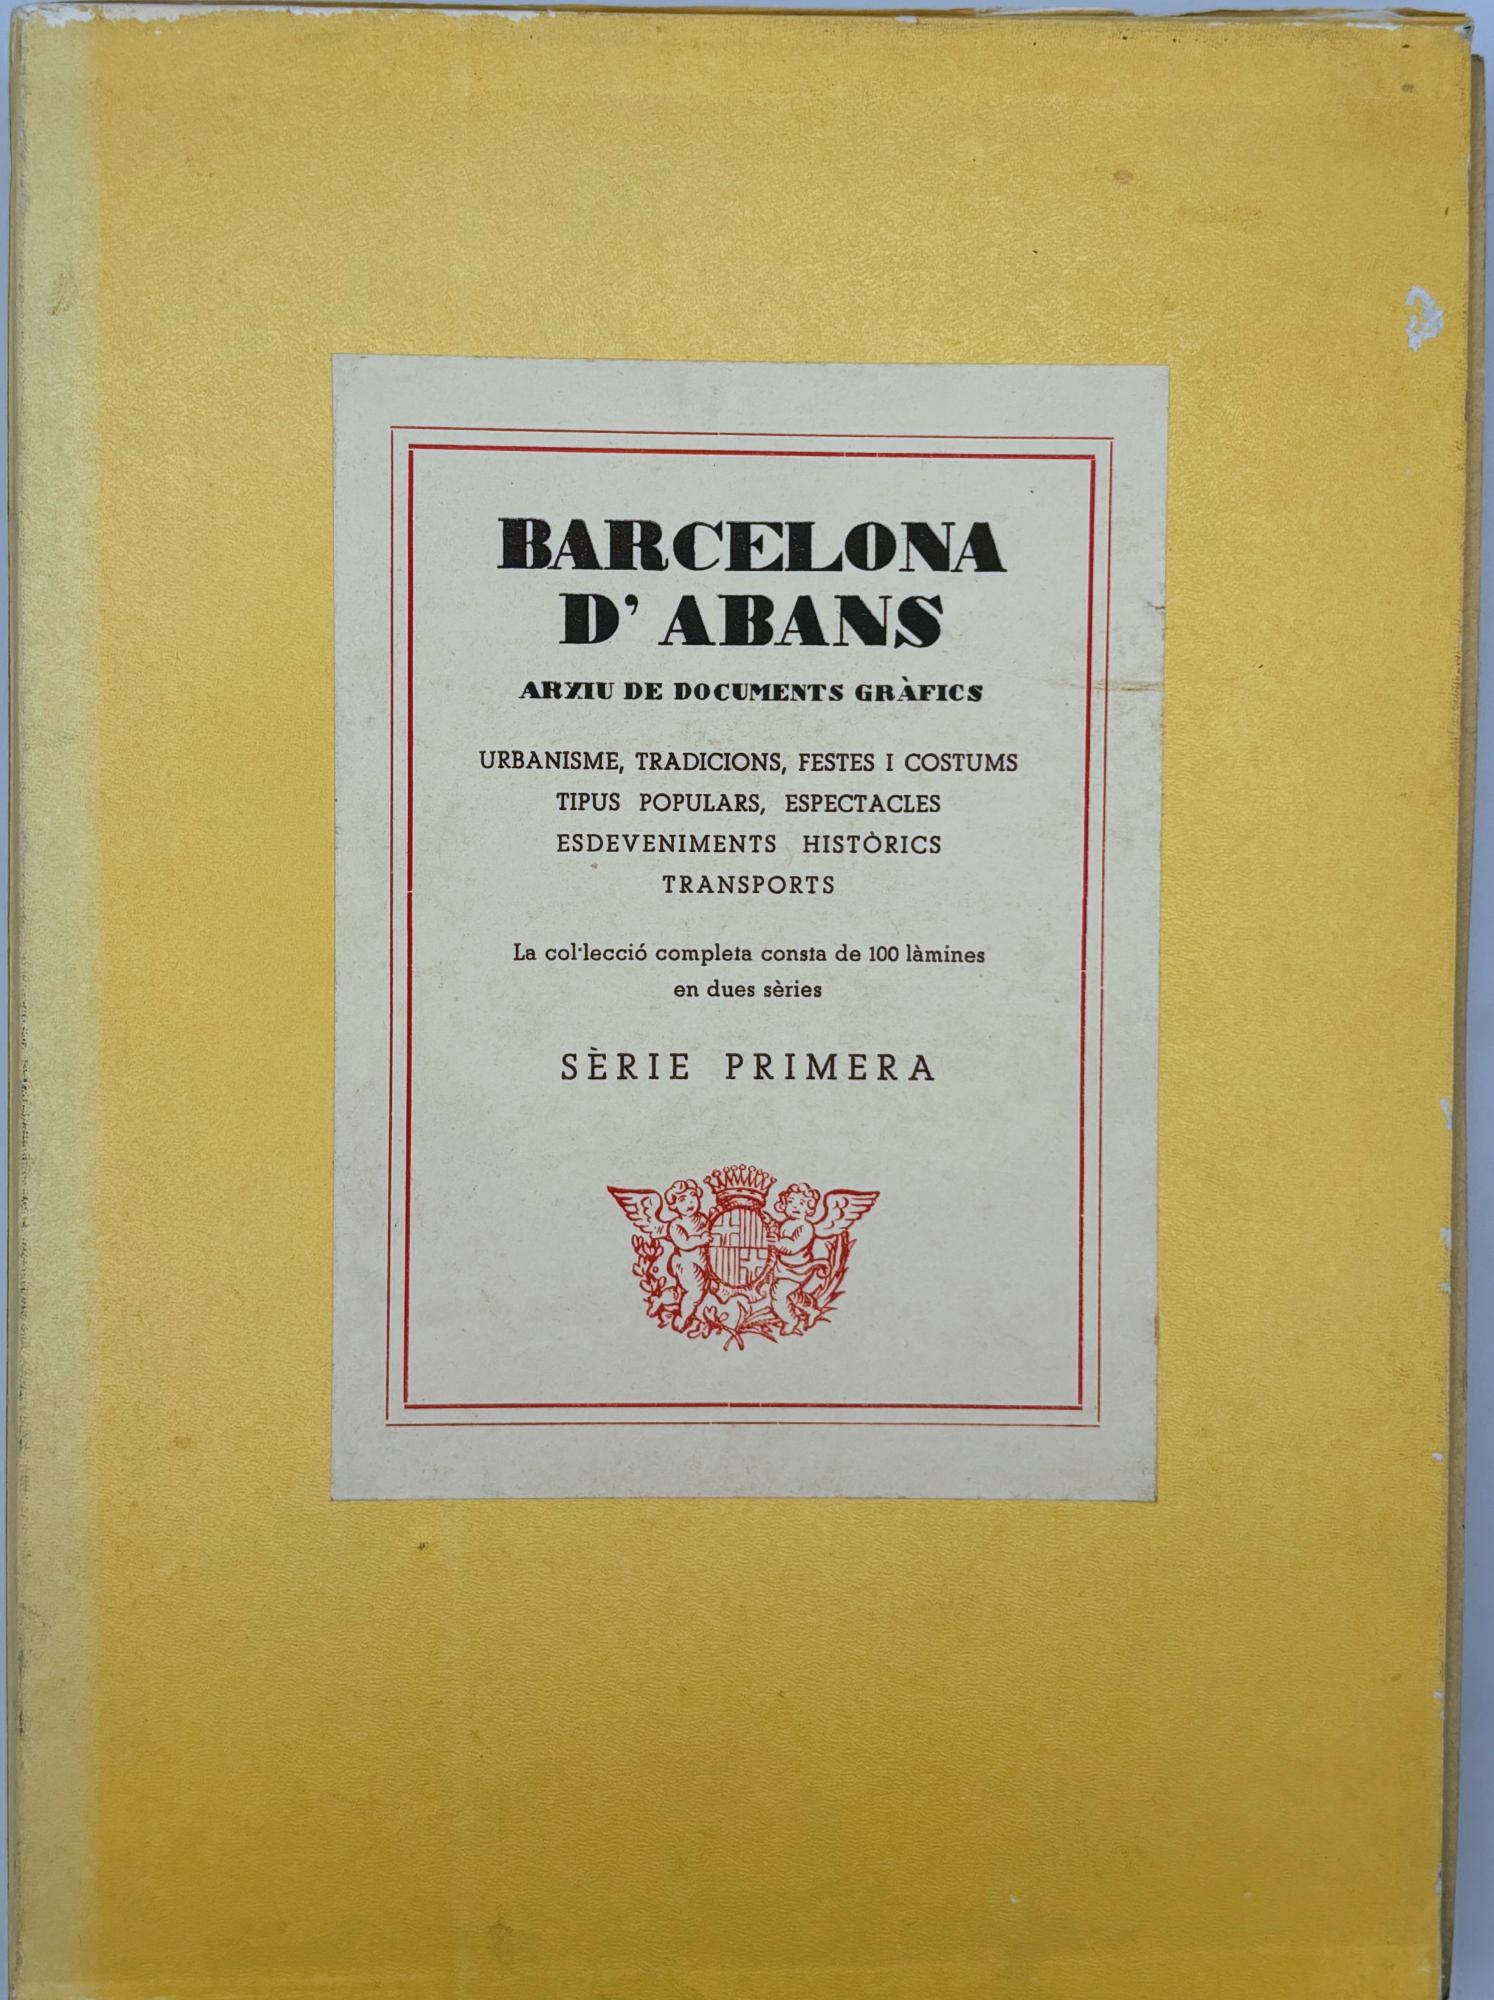 BARCELONA
D' ABANS
ARXIU DE DOCUMENTS GRÀFICS
URBANISME, TRADICIONS, FESTES I COSTUMS
TIPUS POPULARS, ESPECTACLES
ESDEVENIMENTS HISTÒRICS
TRANSPORTS
La col·lecció completa consta de 100 làmines
en dues sèries
SÈRIE PRIMERA